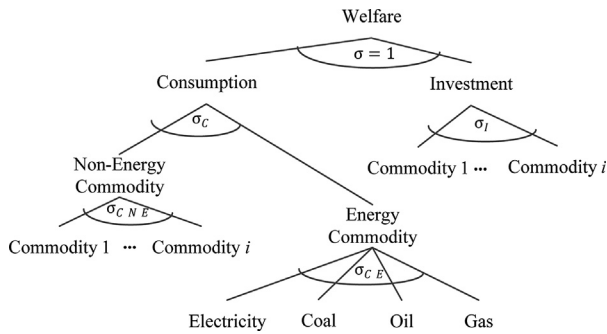 Welfare
σ = 1
Consumption
Investment
σ_C
σ_I
Non-Energy
Commodity
Commodity 1 ··· Commodity i
σ_C N E
Energy
Commodity
Commodity 1 ··· Commodity i
σ_C E
Electricity Coal Oil Gas